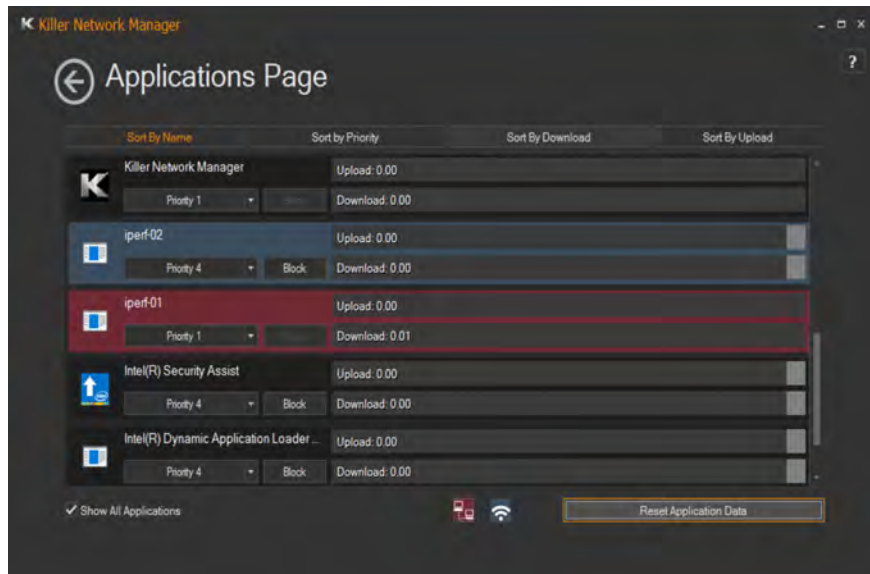 Killer Network Manager
?
Applications Page
Sort By Name Sort by Priority Sort By Download Sort By Upload
Killer Network Manager Upload: 0.00
Priority 1 Download: 0.00
iperf-02 Upload: 0.00
Priority 4 Block Download: 0.00
iperf-01 Upload: 0.00
Priority 1 Download: 0.01
Intel(R) Security Assist Upload: 0.00
Priority 4 Block Download: 0.00
Intel(R) Dynamic Application Loader ... Upload: 0.00
Priority 4 Block Download: 0.00
Show All Applications Reset Application Data